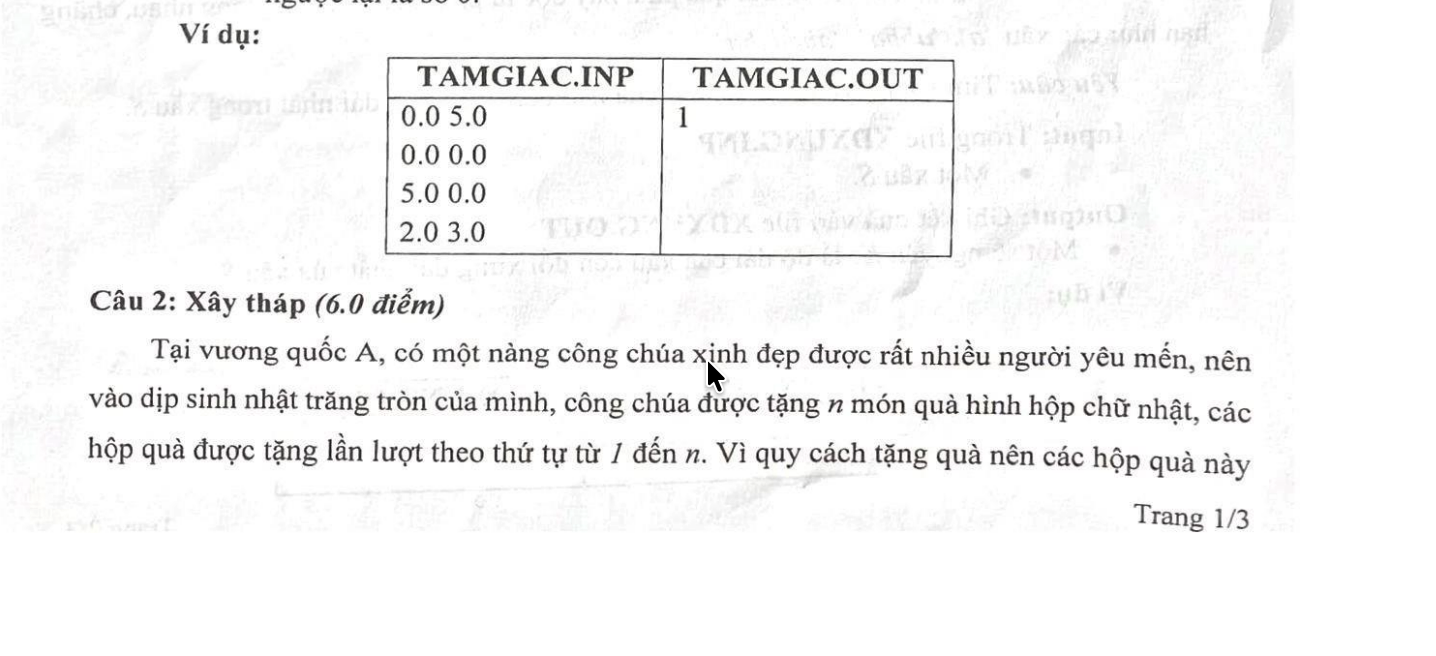 Ví dụ:
TAMGIAC.INP TAMGIAC.OUT
0.0 5.0 1
0.0 0.0
5.0 0.0
2.0 3.0
Câu 2: Xây tháp (6.0 điểm)
Tại vương quốc A, có một nàng công chúa xinh đẹp được rất nhiều người yêu mến, nên
vào dịp sinh nhật trăng tròn của mình, công chúa được tặng n món quà hình hộp chữ nhật, các
hộp quà được tặng lần lượt theo thứ tự từ 1 đến n. Vì quy cách tặng quà nên các hộp quà này
Trang 1/3